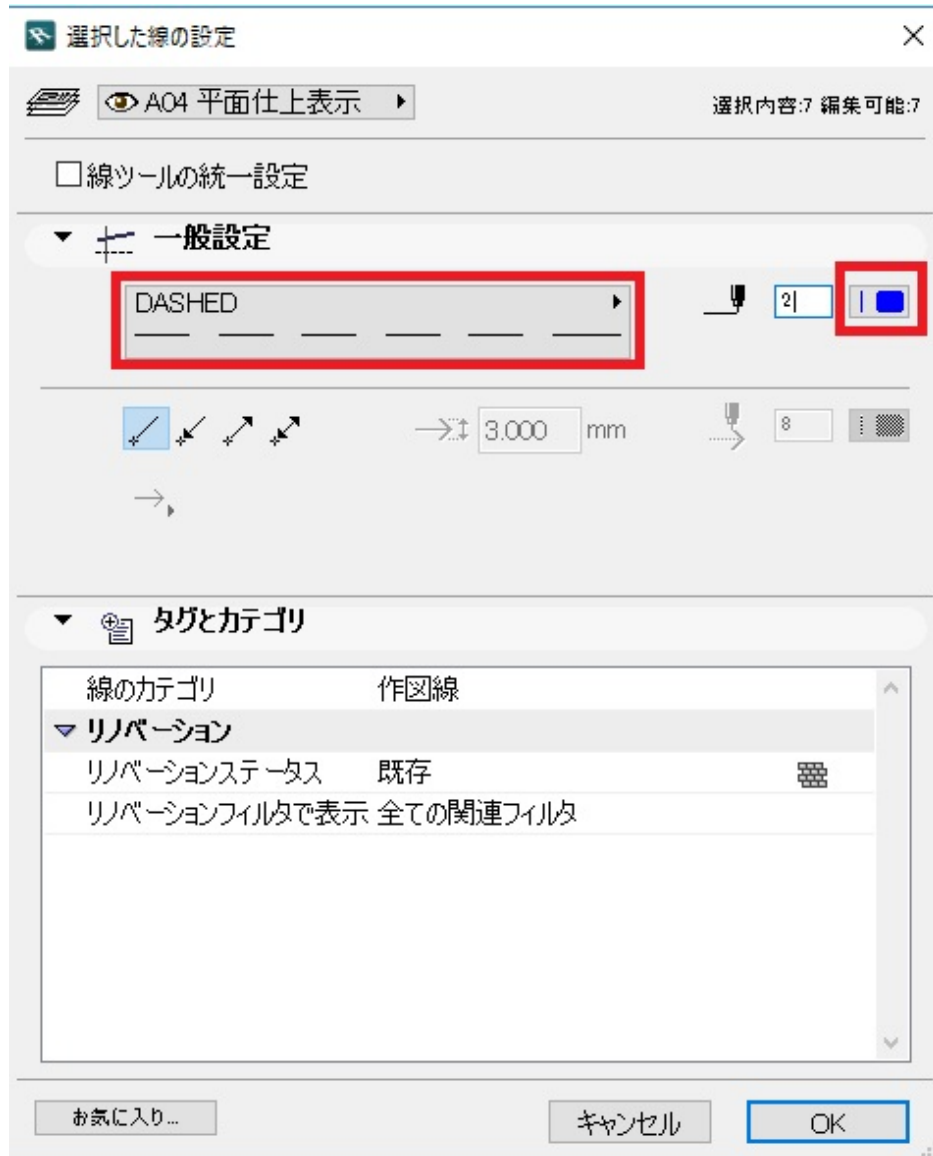 選択した線の設定
A04 平面仕上表示
選択内容:7 編集可能:7
線ツールの統一設定
一般設定
DASHED
2
3.000 mm
8
タグとカテゴリ
線のカテゴリ 作図線
リノベーション
リノベーションステータス 既存
リノベーションフィルタで表示 全ての関連フィルタ
お気に入り...
キャンセル
OK